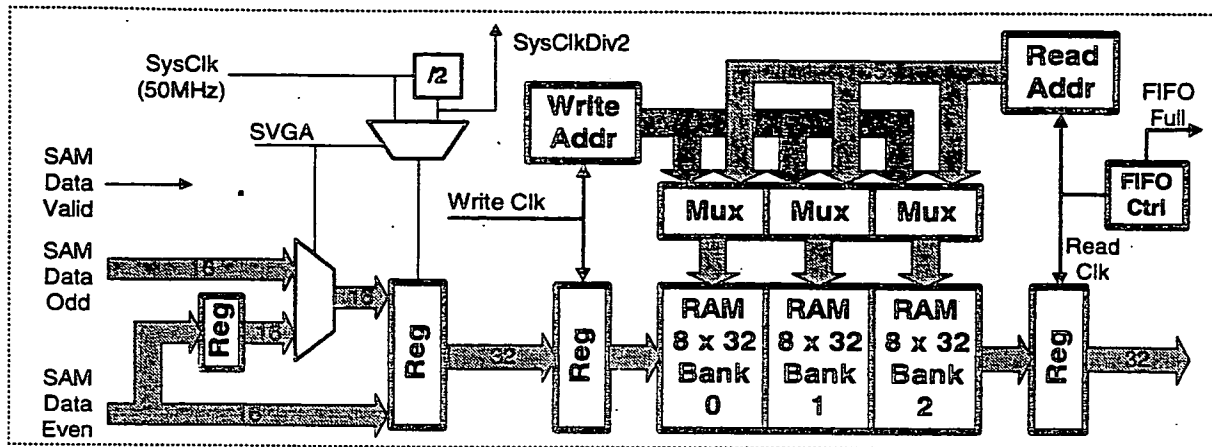 SysClk
(50MHz)
/2
SysClkDiv2
SVGA
SAM
Data
Valid
SAM
Data
Odd
SAM
Data
Even
16
16
16
16
Reg
Reg
32
Write
Addr
Write Clk
Reg
Read
Addr
FIFO
Full
FIFO
Ctrl
Read
Clk
Mux
Mux
Mux
RAM
8 x 32
Bank
0
RAM
8 x 32
Bank
1
RAM
8 x 32
Bank
2
Reg
32